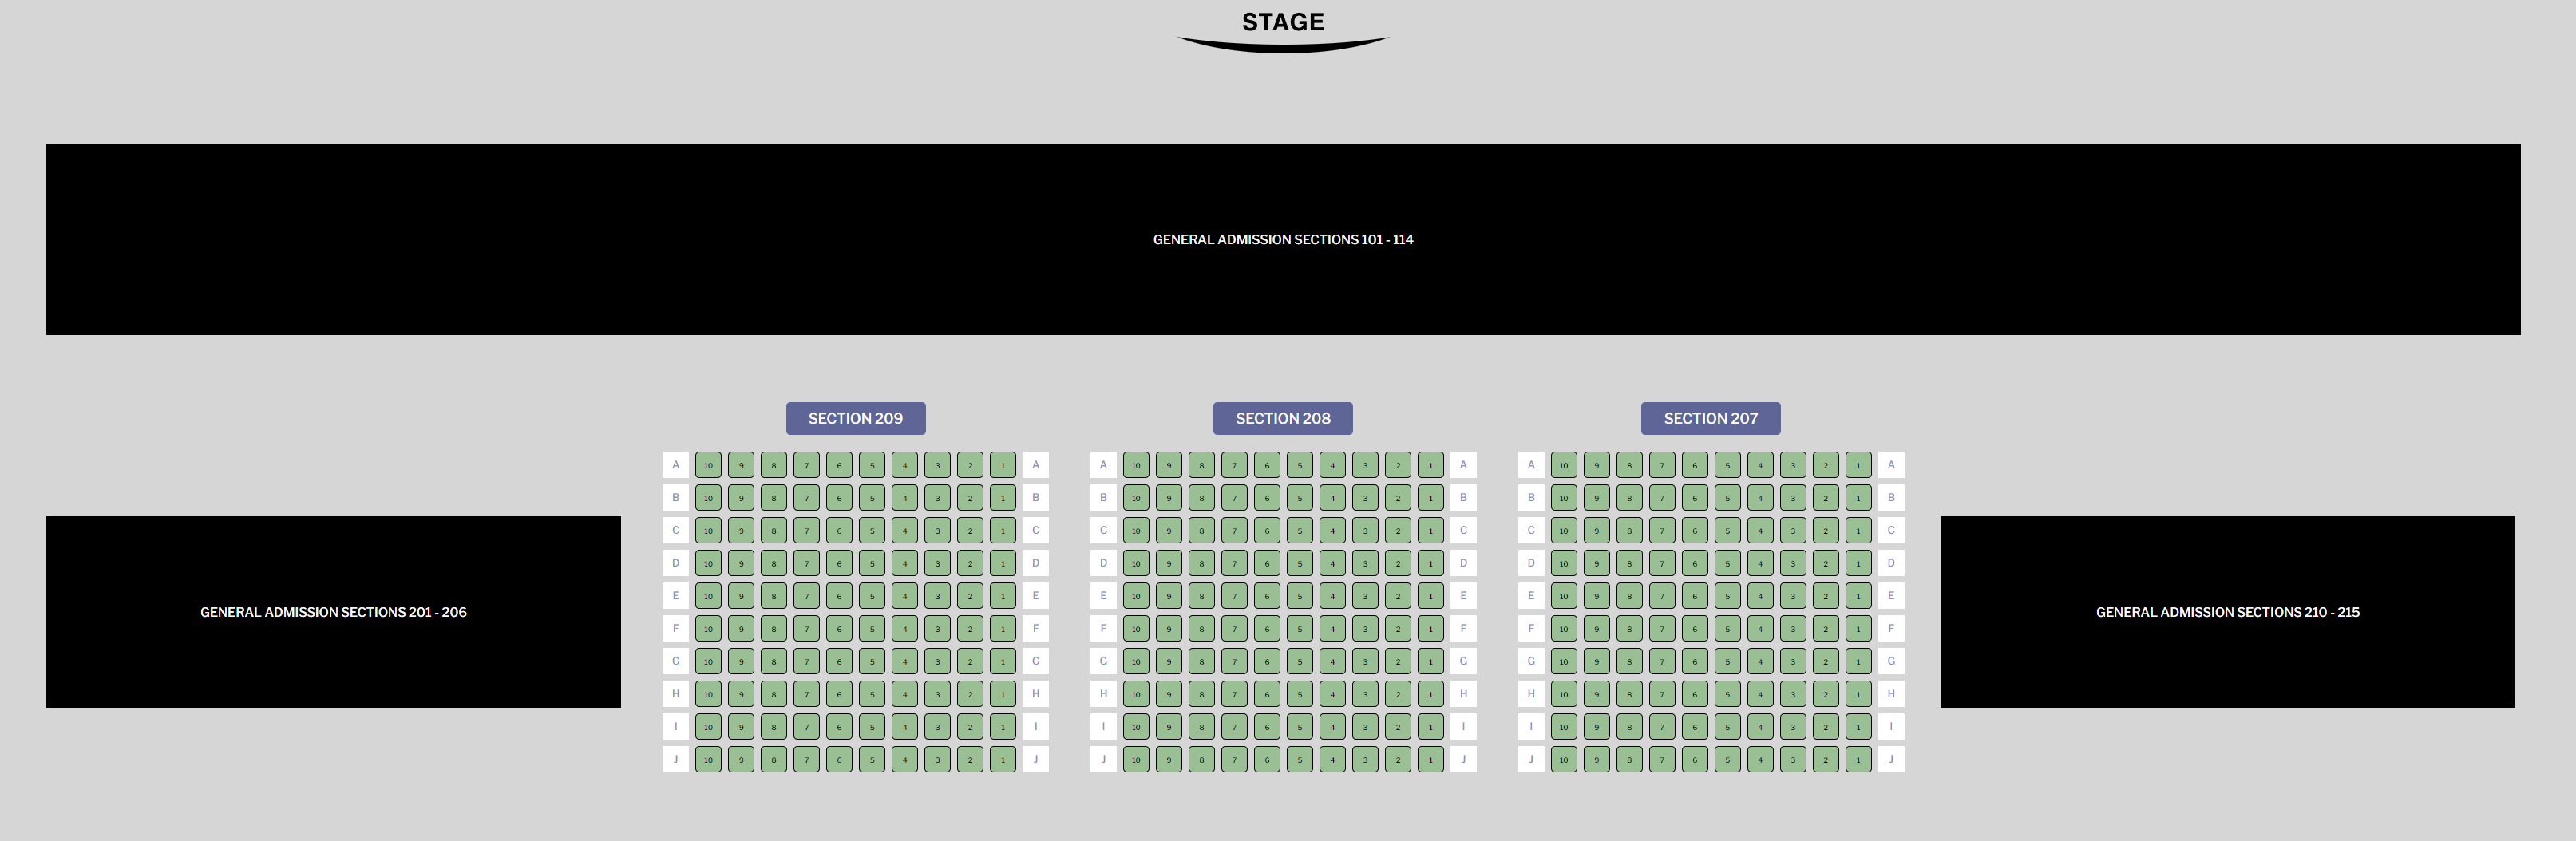 STAGE
GENERAL ADMISSION SECTIONS 101 - 114
SECTION 209 SECTION 208 SECTION 207
A 10 9 8 7 6 5 4 3 2 1 A A 10 9 8 7 6 5 4 3 2 1 A A 10 9 8 7 6 5 4 3 2 1 A
B 10 9 8 7 6 5 4 3 2 1 B B 10 9 8 7 6 5 4 3 2 1 B B 10 9 8 7 6 5 4 3 2 1 B
C 10 9 8 7 6 5 4 3 2 1 C C 10 9 8 7 6 5 4 3 2 1 C C 10 9 8 7 6 5 4 3 2 1 C
D 10 9 8 7 6 5 4 3 2 1 D D 10 9 8 7 6 5 4 3 2 1 D D 10 9 8 7 6 5 4 3 2 1 D
E 10 9 8 7 6 5 4 3 2 1 E E 10 9 8 7 6 5 4 3 2 1 E E 10 9 8 7 6 5 4 3 2 1 E
GENERAL ADMISSION SECTIONS 201 - 206
GENERAL ADMISSION SECTIONS 210 - 215
F 10 9 8 7 6 5 4 3 2 1 F F 10 9 8 7 6 5 4 3 2 1 F F 10 9 8 7 6 5 4 3 2 1 F
G 10 9 8 7 6 5 4 3 2 1 G G 10 9 8 7 6 5 4 3 2 1 G G 10 9 8 7 6 5 4 3 2 1 G
H 10 9 8 7 6 5 4 3 2 1 H H 10 9 8 7 6 5 4 3 2 1 H H 10 9 8 7 6 5 4 3 2 1 H
I 10 9 8 7 6 5 4 3 2 1 I I 10 9 8 7 6 5 4 3 2 1 I I 10 9 8 7 6 5 4 3 2 1 I
J 10 9 8 7 6 5 4 3 2 1 J J 10 9 8 7 6 5 4 3 2 1 J J 10 9 8 7 6 5 4 3 2 1 J